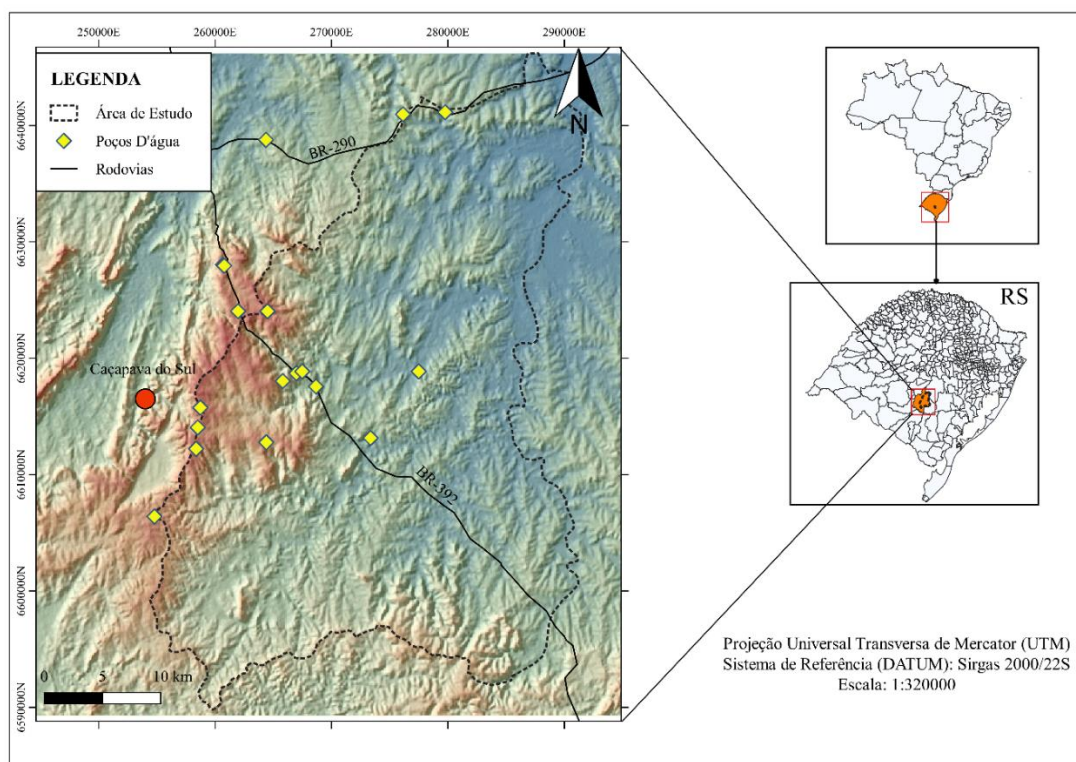 250000E
260000E
270000E
280000E
290000E
LEGENDA
Área de Estudo
Poços D'água
Rodovias
N
BR-290
Caçapava do Sul
BR-392
0
5
10 km
6640000N
6630000N
6620000N
6610000N
6600000N
6590000N
RS
Projeção Universal Transversa de Mercator (UTM)
Sistema de Referência (DATUM): Sirgas 2000/22S
Escala: 1:320000